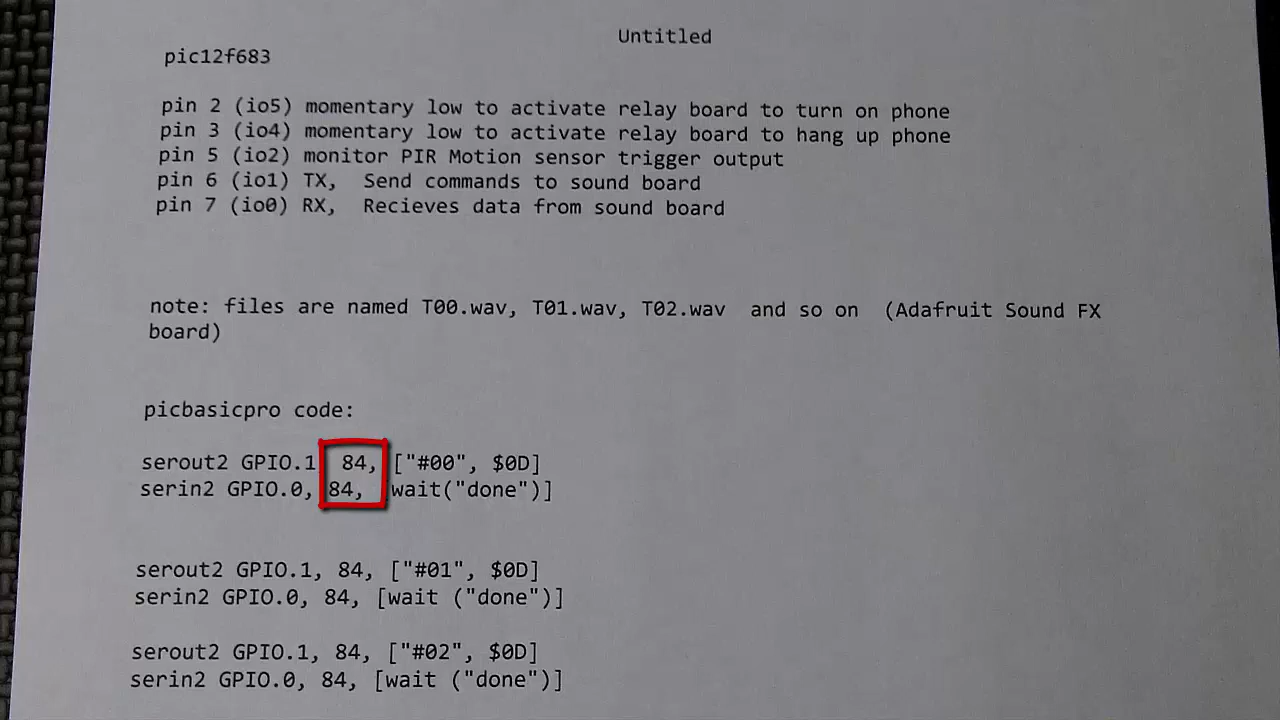 Untitled
pic12f683
pin 2 (io5) momentary low to activate relay board to turn on phone
pin 3 (io4) momentary low to activate relay board to hang up phone
pin 5 (io2) monitor PIR Motion sensor trigger output
pin 6 (io1) TX,  Send commands to sound board
pin 7 (io0) RX,  Recieves data from sound board
note: files are named T00.wav, T01.wav, T02.wav  and so on  (Adafruit Sound FX
board)
picbasicpro code:
serout2 GPIO.1 84, ["#00", $0D]
serin2 GPIO.0, 84, wait("done")]
serout2 GPIO.1, 84, ["#01", $0D]
serin2 GPIO.0, 84, [wait ("done")]
serout2 GPIO.1, 84, ["#02", $0D]
serin2 GPIO.0, 84, [wait ("done")]